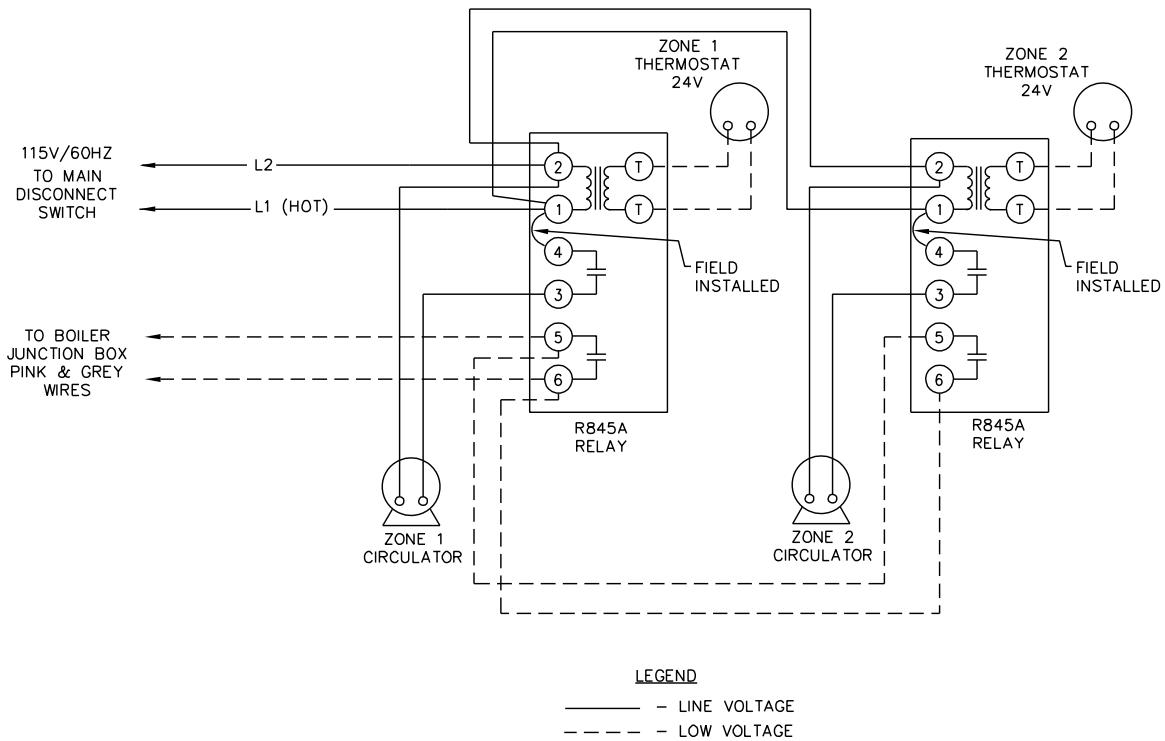 ZONE 1
THERMOSTAT
24V
ZONE 2
THERMOSTAT
24V
115V/60HZ
TO MAIN
DISCONNECT
SWITCH
L2
L1 (HOT)
2
T
1
T
4
3
5
6
FIELD
INSTALLED
2
T
1
T
4
3
5
6
FIELD
INSTALLED
TO BOILER
JUNCTION BOX
PINK & GREY
WIRES
R845A
RELAY
R845A
RELAY
ZONE 1
CIRCULATOR
ZONE 2
CIRCULATOR
LEGEND
- LINE VOLTAGE
- LOW VOLTAGE